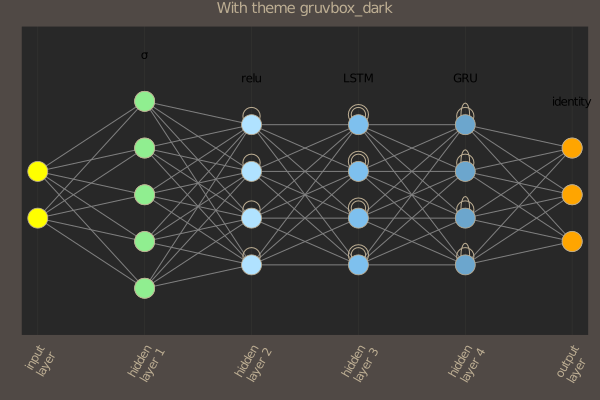 With theme gruvbox_dark
σ
relu
LSTM
GRU
identity
input
layer
hidden
layer 1
hidden
layer 2
hidden
layer 3
hidden
layer 4
output
layer